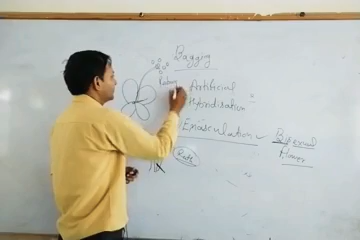 Bagging
Artificial
Hybridisation
Emasculation
Bisexual
Flower